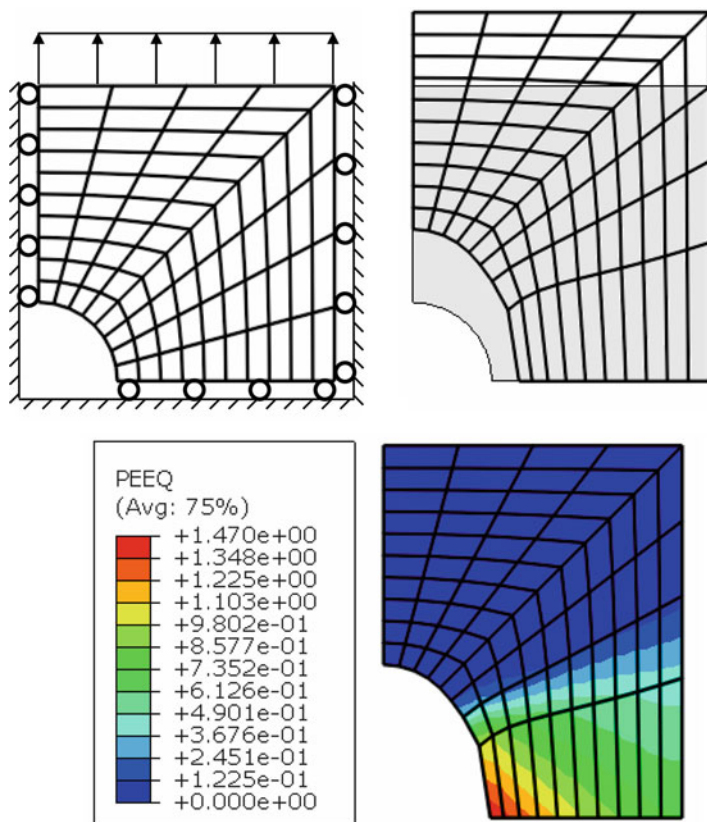 PEEQ
(Avg: 75%)
+1.470e+00
+1.348e+00
+1.225e+00
+1.103e+00
+9.802e-01
+8.577e-01
+7.352e-01
+6.126e-01
+4.901e-01
+3.676e-01
+2.451e-01
+1.225e-01
+0.000e+00